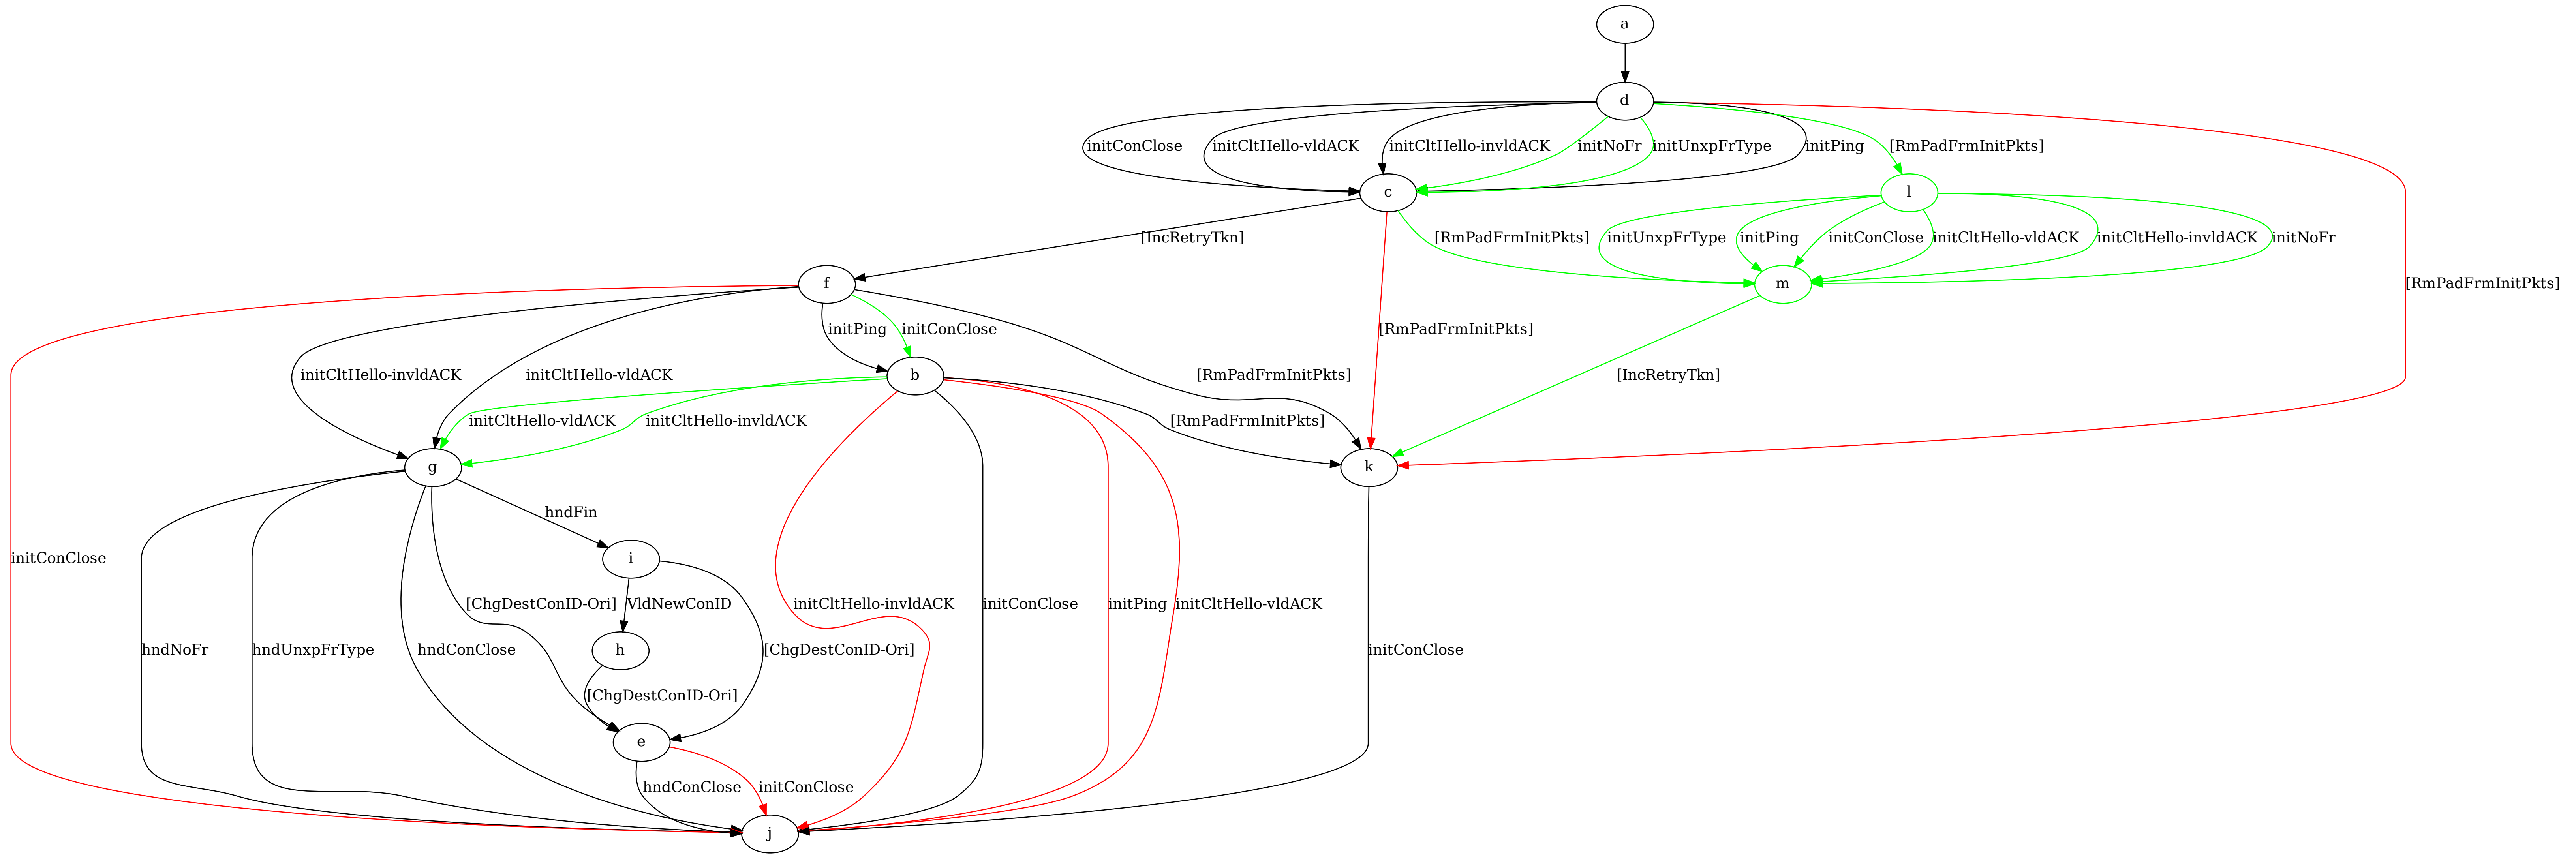 a
d
initConClose
initCltHello-vldACK
initCltHello-invldACK
initNoFr
initUnxpFrType
initPing
[RmPadFrmInitPkts]
c
l
[IncRetryTkn]
[RmPadFrmInitPkts]
initUnxpFrType
initPing
initConClose
initCltHello-vldACK
initCltHello-invldACK
initNoFr
f
m
[RmPadFrmInitPkts]
initPing
initConClose
[RmPadFrmInitPkts]
initCltHello-invldACK
initCltHello-vldACK
b
[RmPadFrmInitPkts]
[IncRetryTkn]
initCltHello-vldACK
initCltHello-invldACK
[RmPadFrmInitPkts]
g
k
hndFin
initConClose
i
[ChgDestConID-Ori]
VldNewConID
initCltHello-invldACK
initConClose
initPing
initCltHello-vldACK
hndNoFr
hndUnxpFrType
hndConClose
h
[ChgDestConID-Ori]
initConClose
[ChgDestConID-Ori]
e
hndConClose
initConClose
j